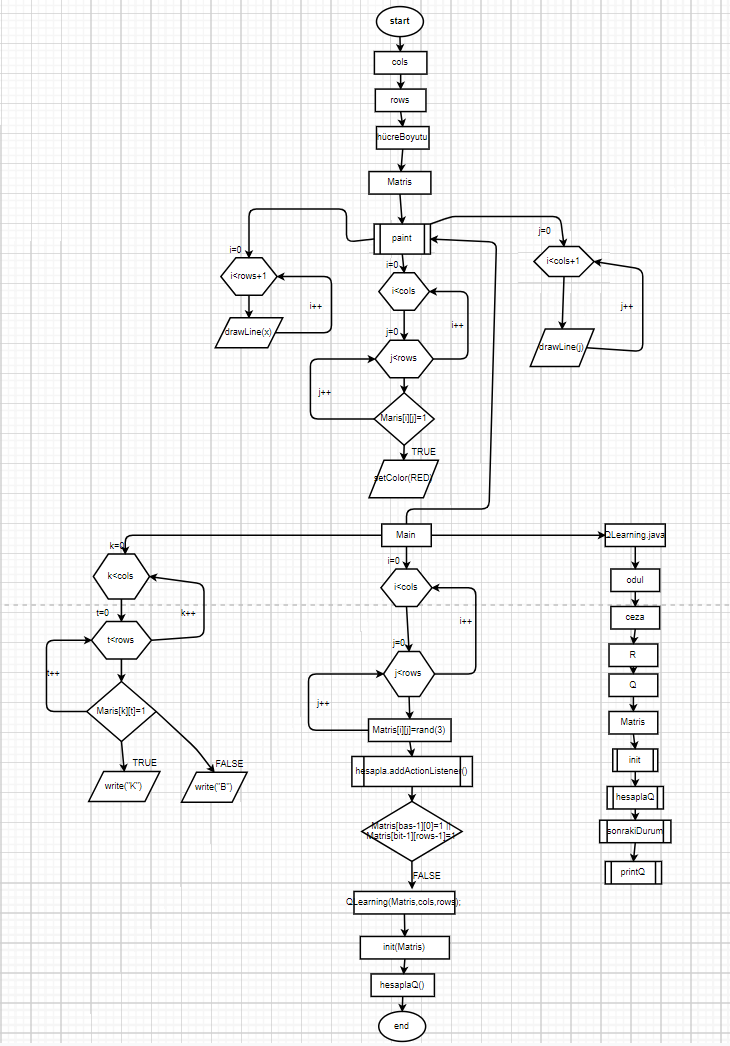 start
cols
rows
hücreBoyutu
Matris
paint
i=0
i<rows+1
i++
drawLine(x)
i=0
i<cols
i++
j=0
j<rows
j++
Maris[i][j]=1
TRUE
setColor(RED)
j=0
i<cols+1
j++
drawLine(j)
Main
k=0
k<cols
k++
t=0
t<rows
t++
Maris[k][t]=1
TRUE
FALSE
write("K")
write("B")
i=0
i<cols
i++
j=0
j<rows
j++
Matris[i][j]=rand(3)
hesapla.addActionListener()
Matris[bas-1][0]=1 ||
Matris[bit-1][rows-1]=1
FALSE
QLearning(Matris,cols,rows);
init(Matris)
hesaplaQ()
end
QLearning.java
odul
ceza
R
Q
Matris
init
hesaplaQ
sonrakiDurum
printQ